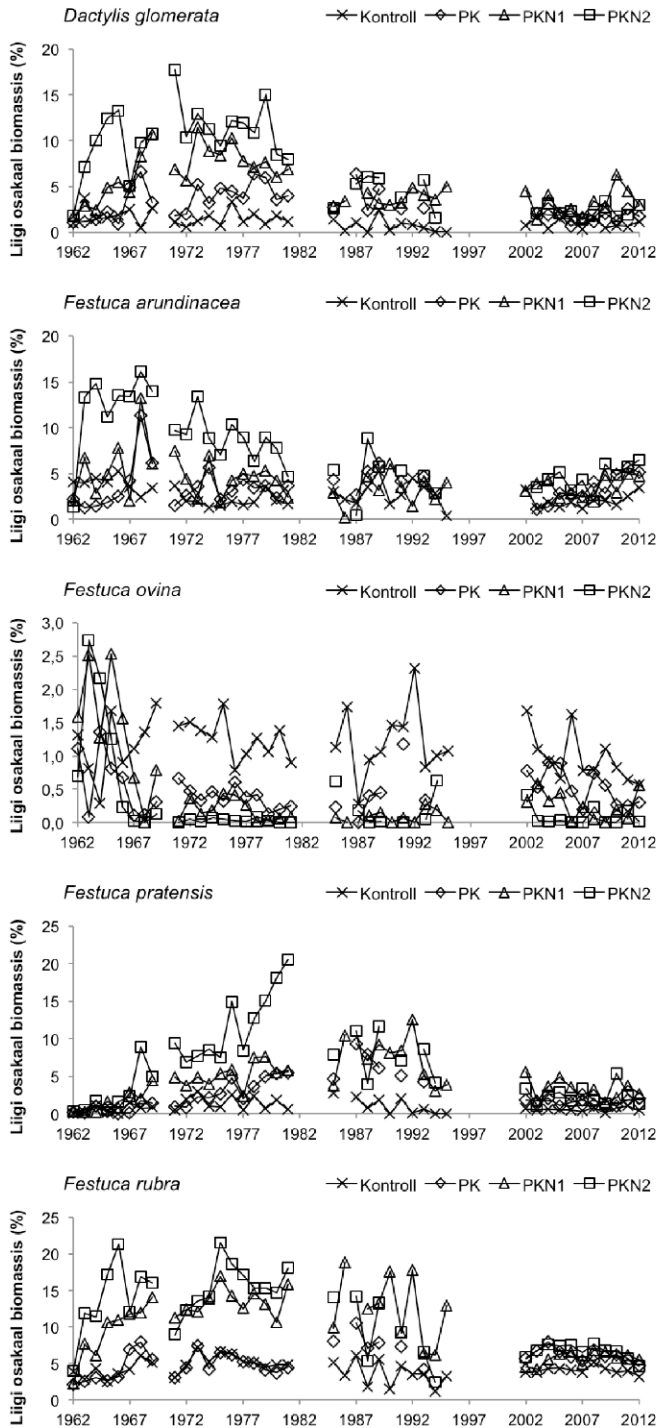 Dactylis glomerata Kontroll PK PKN1 PKN2
Liigi osakaal biomassis (%)
20
15
10
5
0
1962 1967 1972 1977 1982 1987 1992 1997 2002 2007 2012
Festuca arundinacea Kontroll PK PKN1 PKN2
Liigi osakaal biomassis (%)
20
15
10
5
0
1962 1967 1972 1977 1982 1987 1992 1997 2002 2007 2012
Festuca ovina Kontroll PK PKN1 PKN2
Liigi osakaal biomassis (%)
3,0
2,5
2,0
1,5
1,0
0,5
0,0
1962 1967 1972 1977 1982 1987 1992 1997 2002 2007 2012
Festuca pratensis Kontroll PK PKN1 PKN2
Liigi osakaal biomassis (%)
25
20
15
10
5
0
1962 1967 1972 1977 1982 1987 1992 1997 2002 2007 2012
Festuca rubra Kontroll PK PKN1 PKN2
Liigi osakaal biomassis (%)
25
20
15
10
5
0
1962 1967 1972 1977 1982 1987 1992 1997 2002 2007 2012